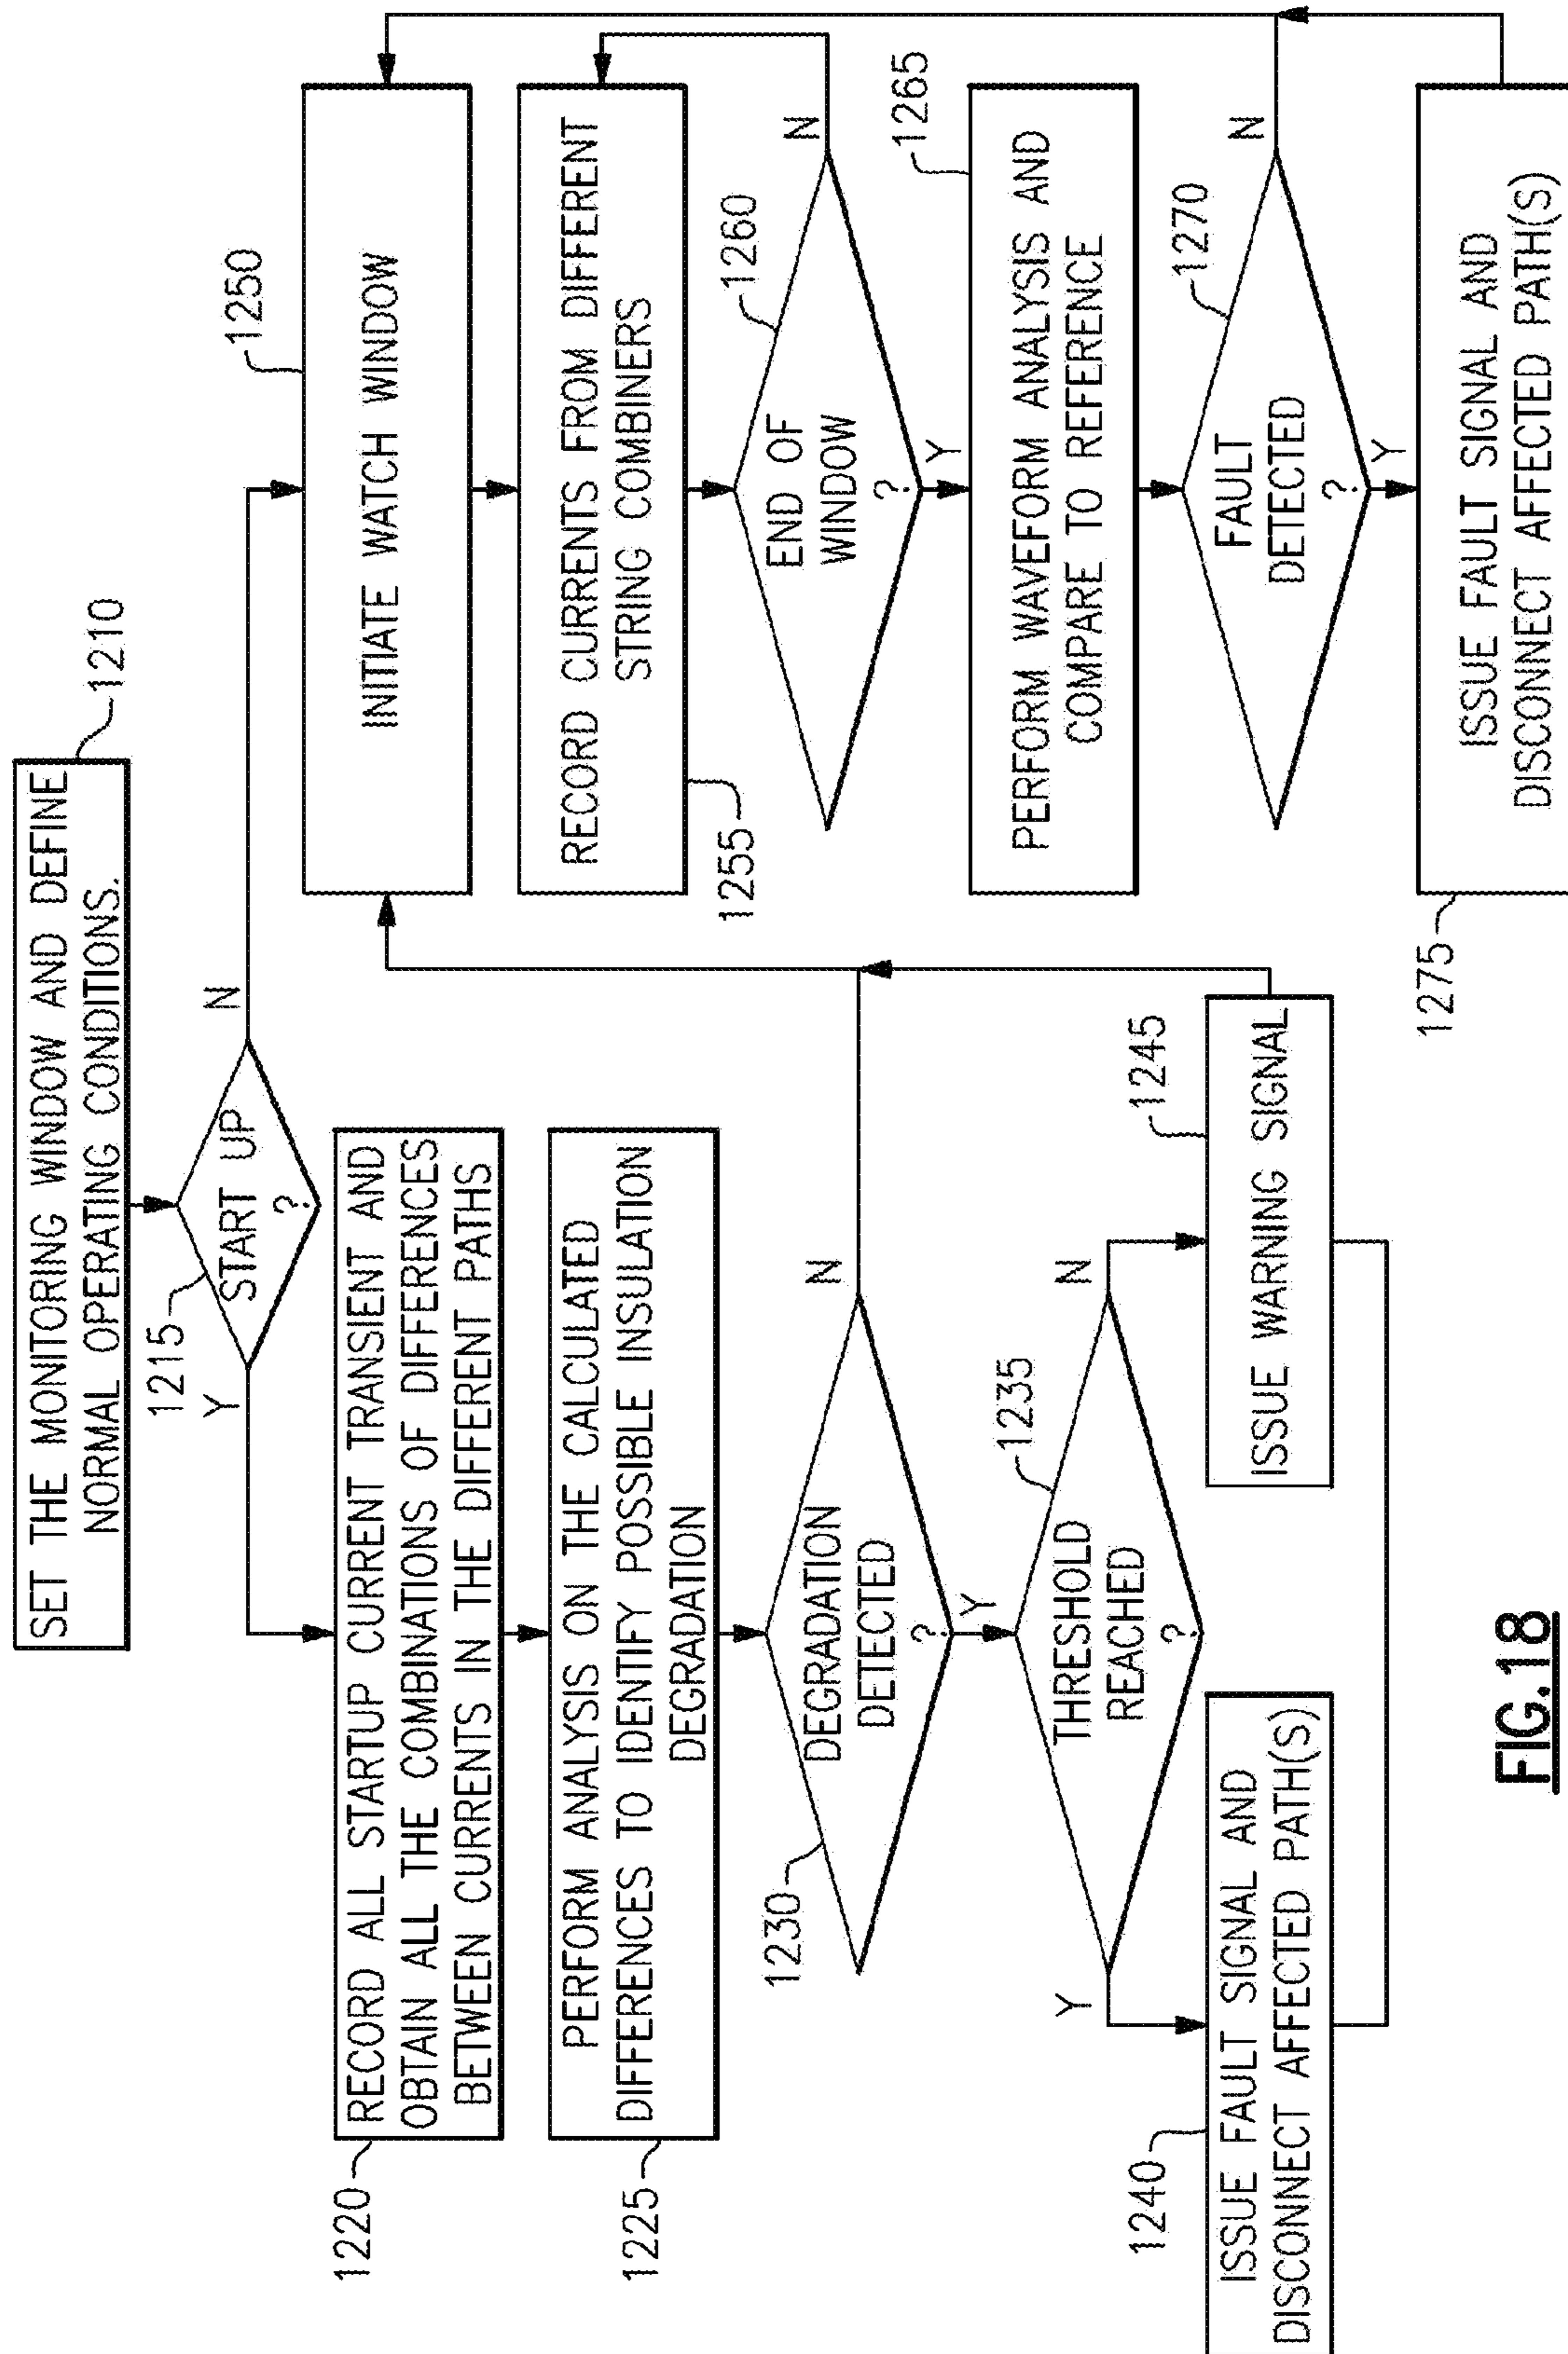 SET THE MONITORING WINDOW AND DEFINE
NORMAL OPERATING CONDITIONS.
1210
1215
START UP
?
Y
N
1220
RECORD ALL STARTUP CURRENT TRANSIENT AND
OBTAIN ALL THE COMBINATIONS OF DIFFERENCES
BETWEEN CURRENTS IN THE DIFFERENT PATHS
1225
PERFORM ANALYSIS ON THE CALCULATED
DIFFERENCES TO IDENTIFY POSSIBLE INSULATION
DEGRADATION
1230
DEGRADATION
DETECTED
?
N
Y
1235
THRESHOLD
REACHED
?
Y
N
1240
ISSUE FAULT SIGNAL AND
DISCONNECT AFFECTED PATH(S)
1245
ISSUE WARNING SIGNAL
1250
INITIATE WATCH WINDOW
RECORD CURRENTS FROM DIFFERENT
STRING COMBINERS
1255
1260
END OF
WINDOW
?
N
Y
1265
PERFORM WAVEFORM ANALYSIS AND
COMPARE TO REFERENCE
1270
FAULT
DETECTED
?
N
Y
ISSUE FAULT SIGNAL AND
DISCONNECT AFFECTED PATH(S)
1275
FIG.18